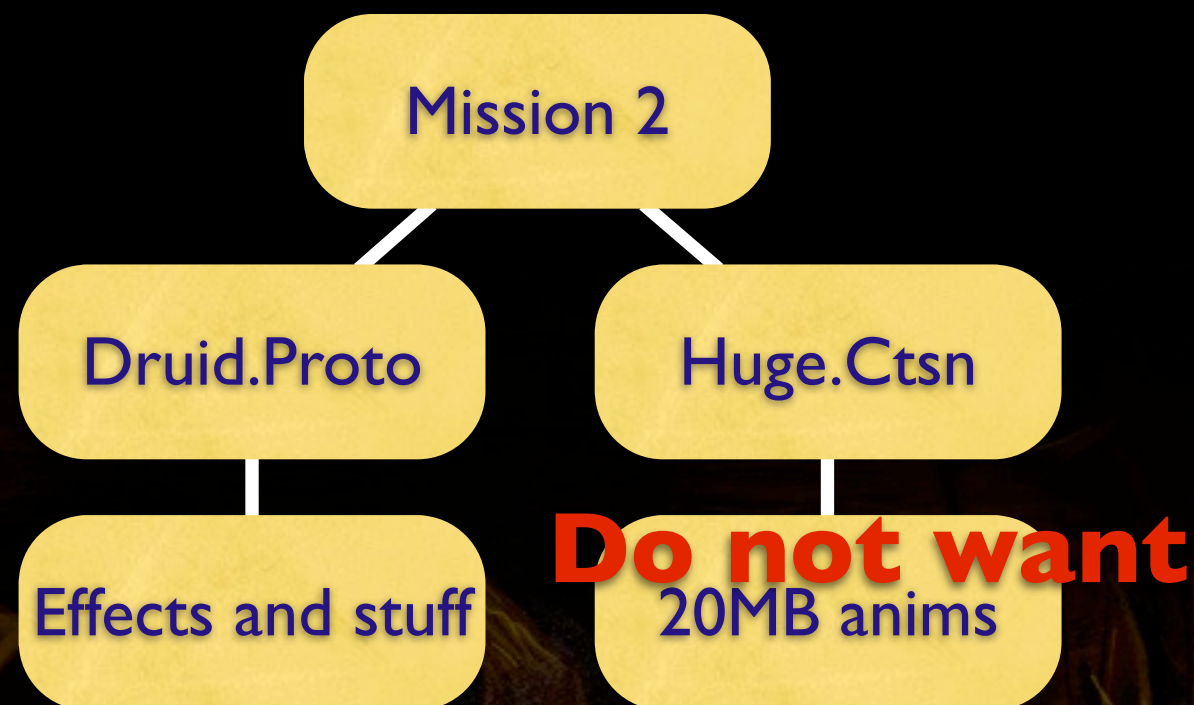 Mission 2
Druid.Proto
Huge.Ctsn
Do not want
Effects and stuff
20MB anims